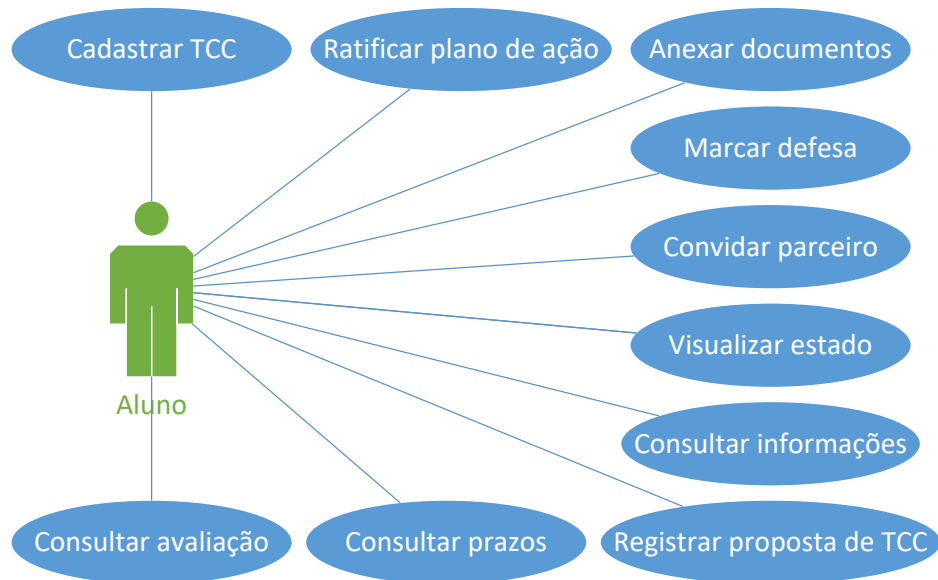 Cadastrar TCC
Ratificar plano de ação
Anexar documentos
Marcar defesa
Convidar parceiro
Visualizar estado
Aluno
Consultar informações
Consultar avaliação
Consultar prazos
Registrar proposta de TCC